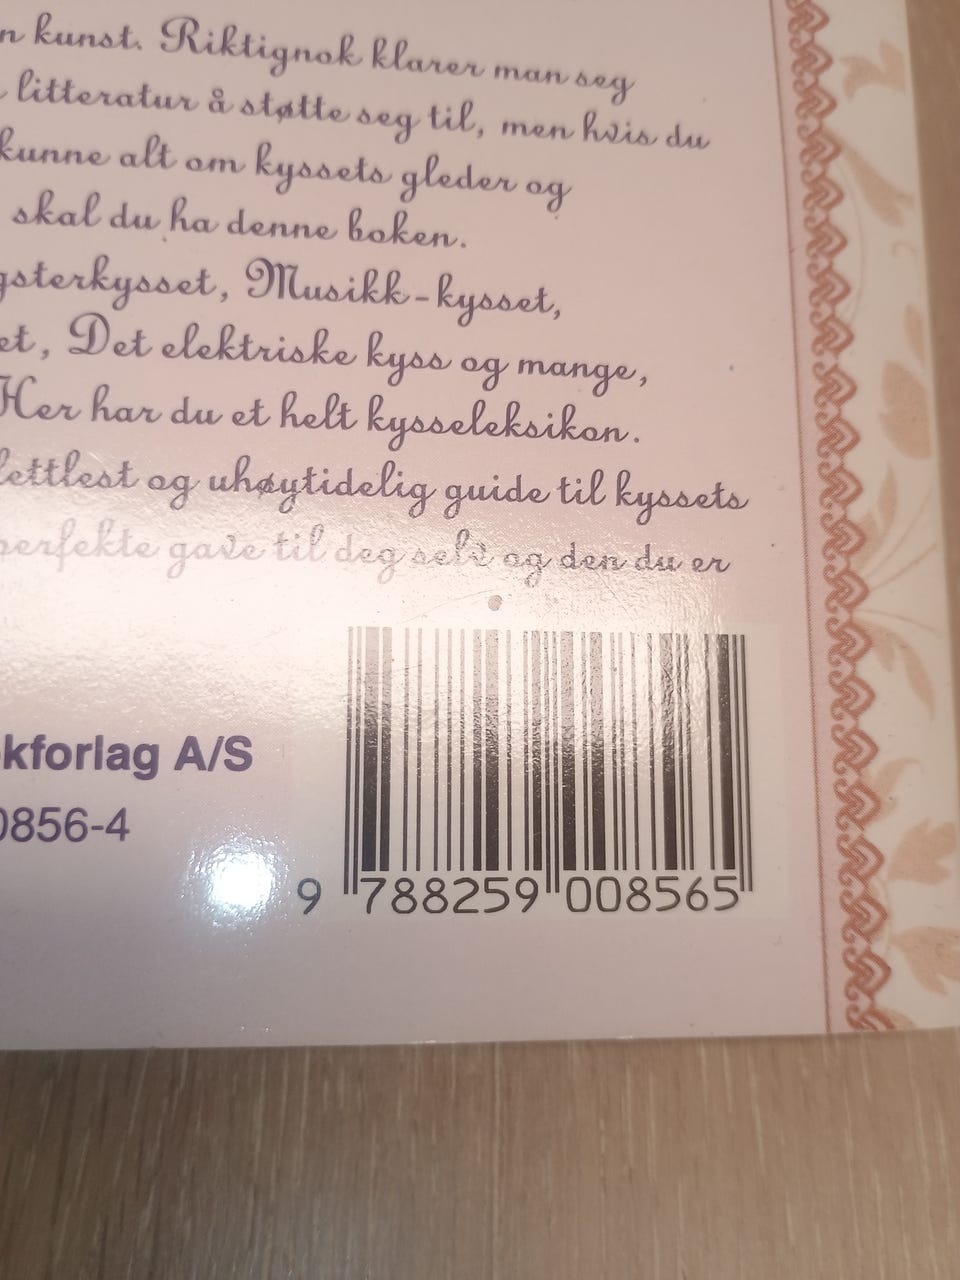 n kunst. Riktignok klarer man seg
litteratur å støtte seg til, men hvis du
kunne alt om kyssets gleder og
skal du ha denne boken.
gsterkysset, Musikk-kysset,
et, Det elektriske kyss og mange,
Her har du et helt kysseleksikon.
lettlest og uhøytidelig guide til kyssets
perfekte gave til deg selv og den du er
kforlag A/S
0856-4
9 788259 008565